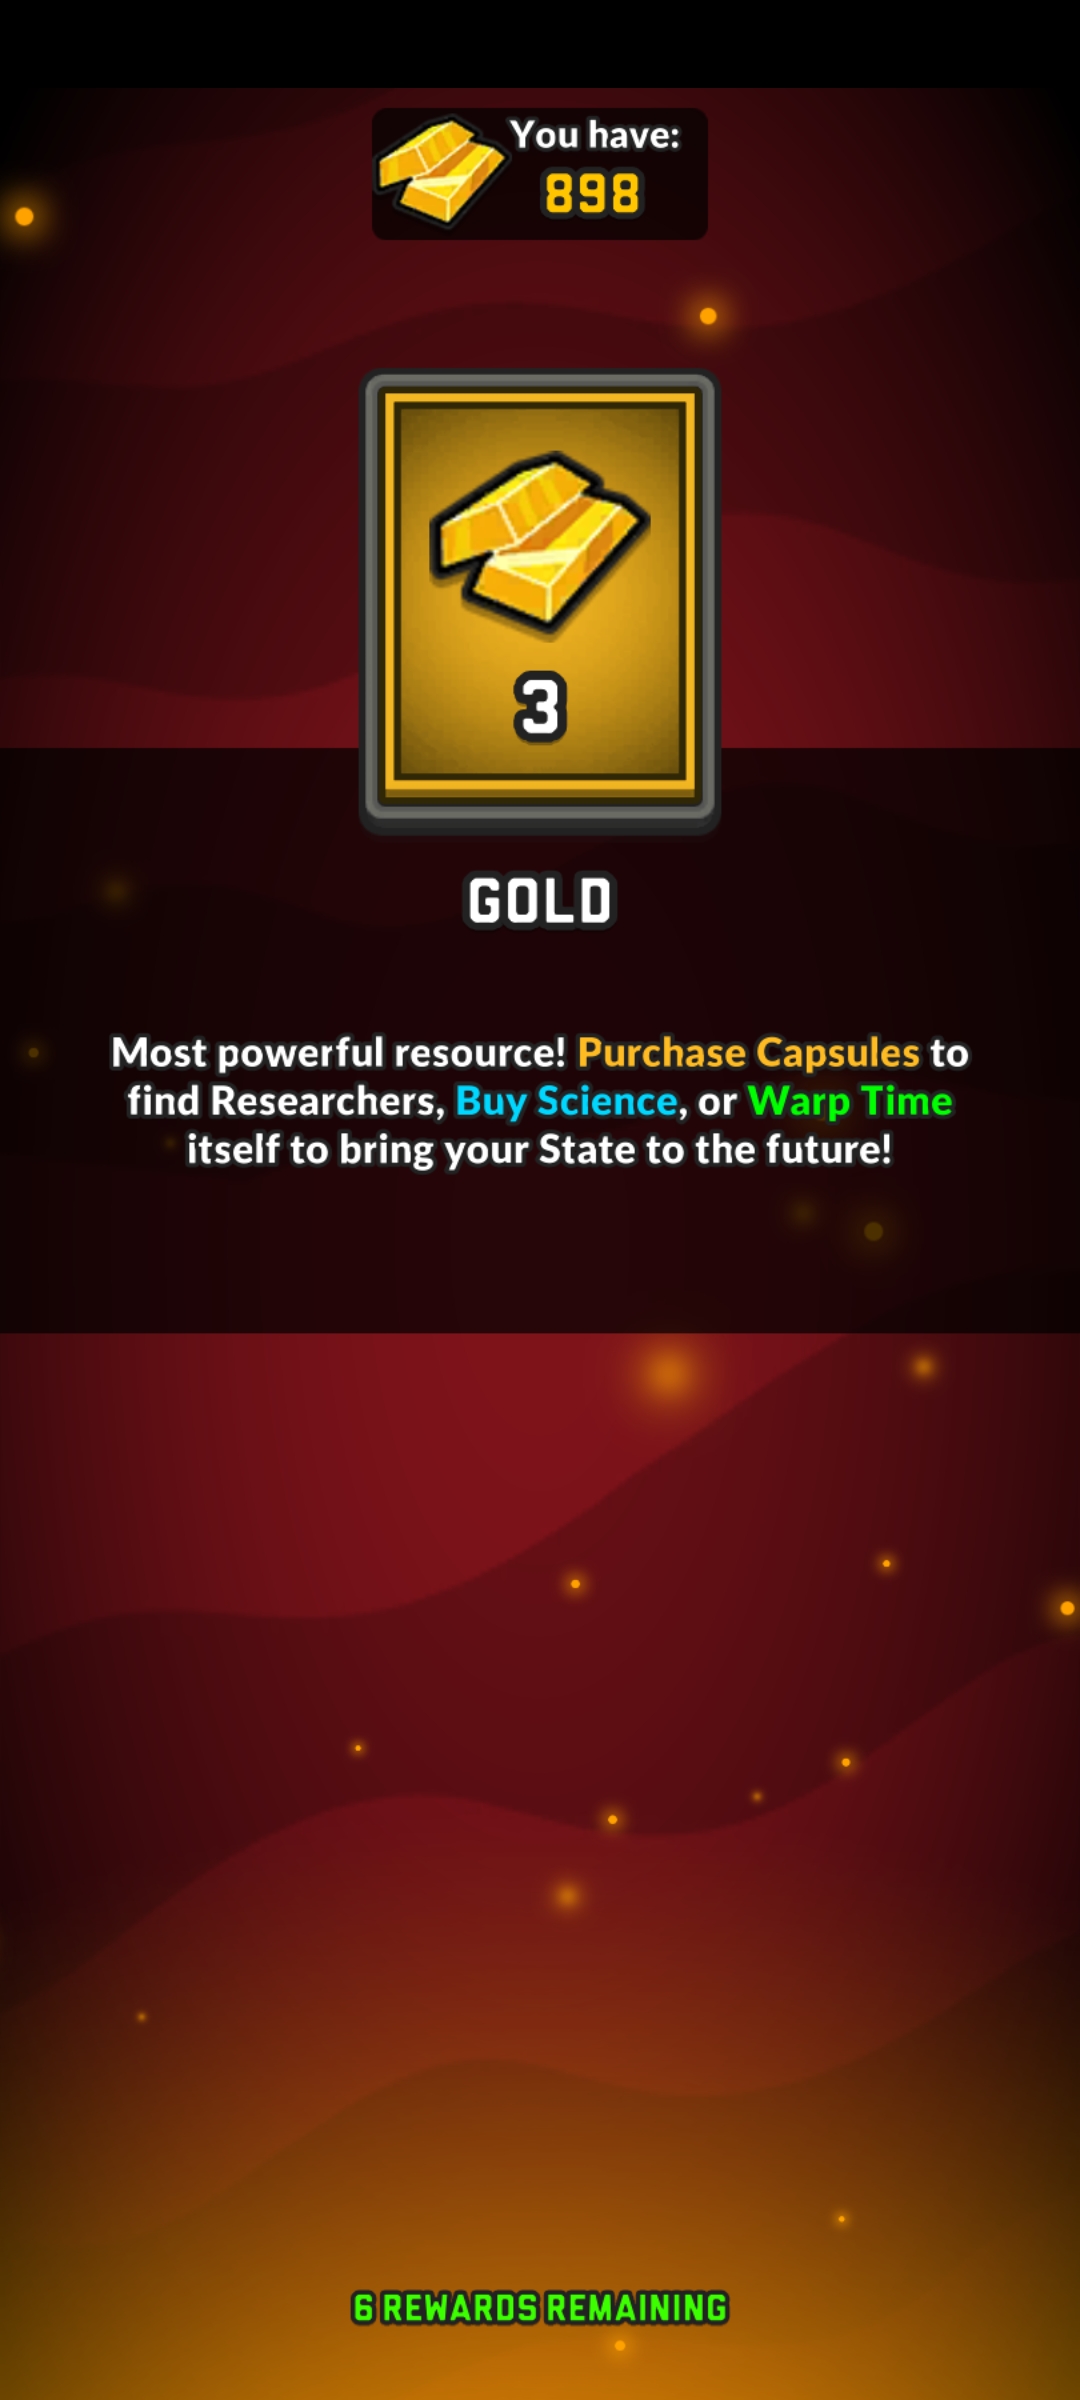 You have:
898
3
GOLD
Most powerful resource! Purchase Capsules to
find Researchers, Buy Science, or Warp Time
itself to bring your State to the future!
6 REWARDS REMAINING